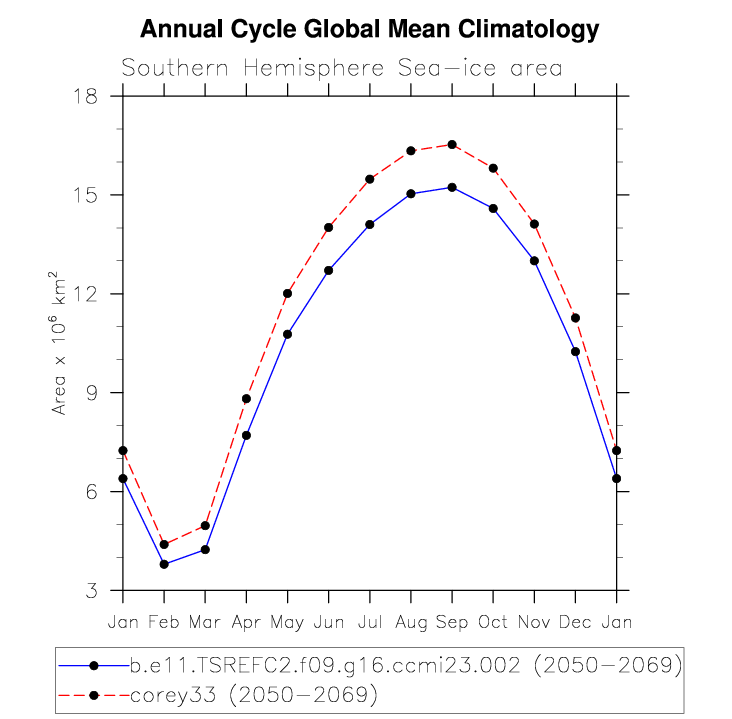 Annual Cycle Global Mean Climatology
Southern Hemisphere Sea-ice area
18
15
12
9
6
3
Area x 10⁶ km²
Jan Feb Mar Apr May Jun Jul Aug Sep Oct Nov Dec Jan
b.e11.TSREFC2.f09.g16.ccmi23.002 (2050-2069)
corey33 (2050-2069)